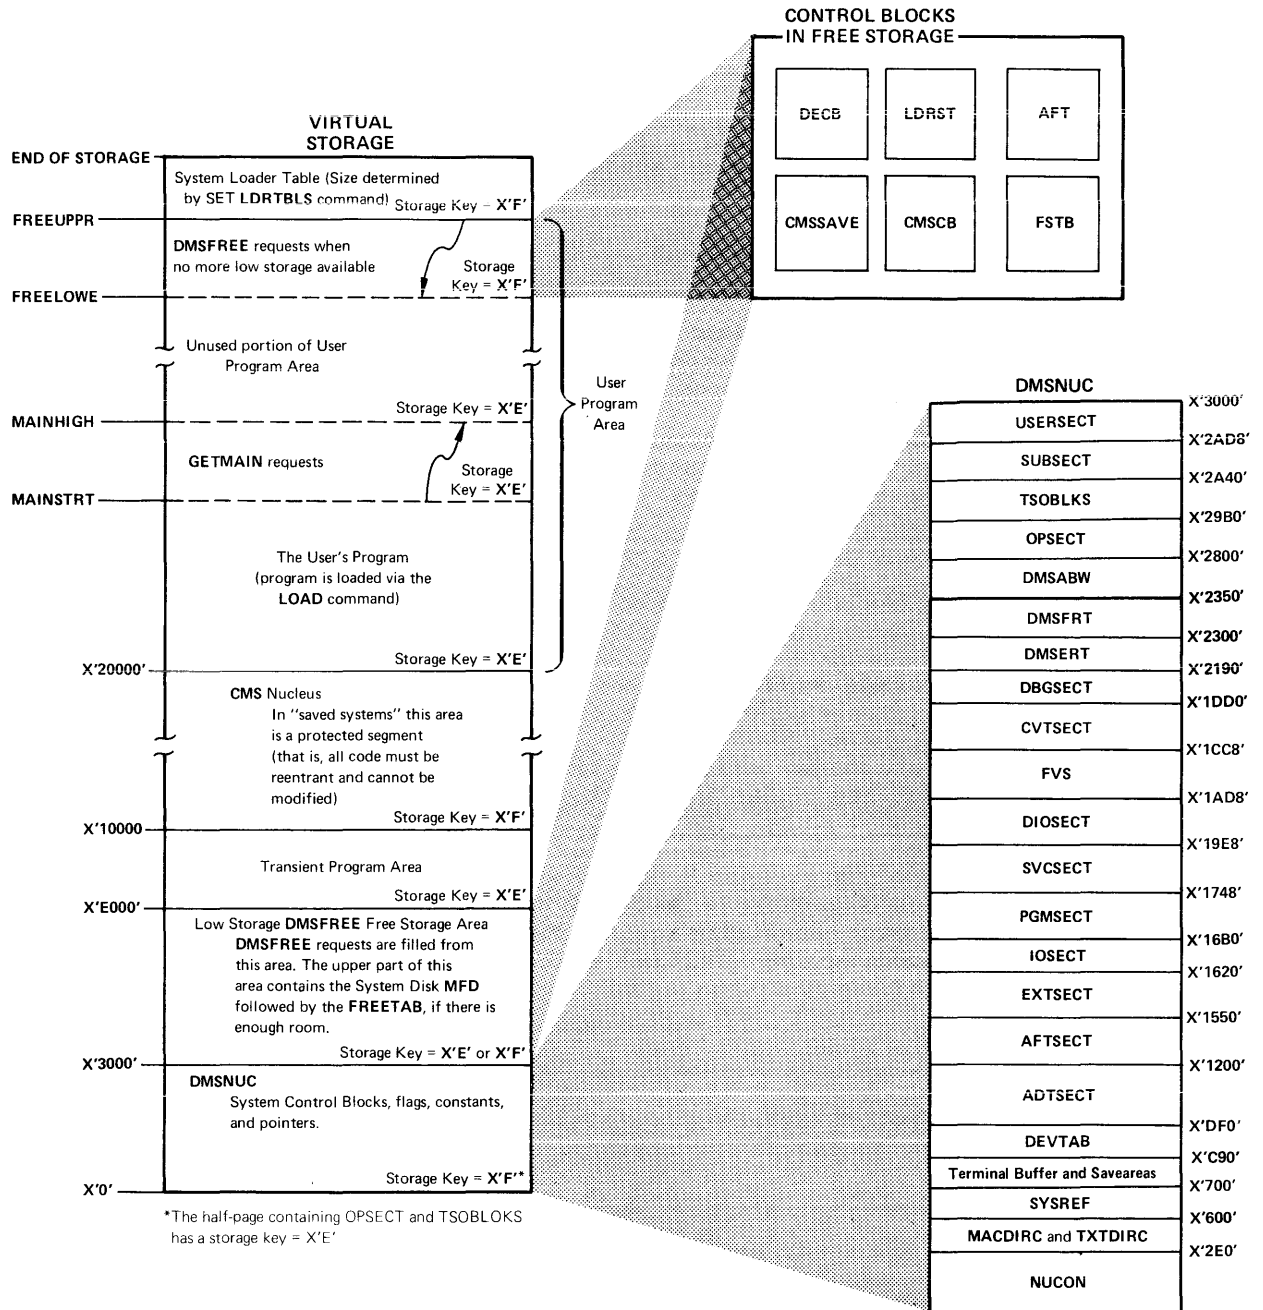 CONTROL BLOCKS
IN FREE STORAGE
DECB
LDRST
AFT
CMSSAVE
CMSCB
FSTB
VIRTUAL
STORAGE
END OF STORAGE
System Loader Table (Size determined
by SET LDRTBLS command)
Storage Key = X'F'
FREEUPPR
DMSFREE requests when
no more low storage available
Storage
Key = X'F'
FREELOWE
Unused portion of User
Program Area
User
Program
Area
Storage Key = X'E'
MAINHIGH
GETMAIN requests
Storage
Key = X'E'
MAINSTRT
The User's Program
(program is loaded via the
LOAD command)
Storage Key = X'E'
X'20000'
CMS Nucleus
In "saved systems" this area
is a protected segment
(that is, all code must be
reentrant and cannot be
modified)
Storage Key = X'F'
X'10000
Transient Program Area
Storage Key = X'E'
X'E000'
Low Storage DMSFREE Free Storage Area
DMSFREE requests are filled from
this area. The upper part of this
area contains the System Disk MFD
followed by the FREETAB, if there is
enough room.
Storage Key = X'E' or X'F'
X'3000'
DMSNUC
System Control Blocks, flags, constants,
and pointers.
Storage Key = X'F'*
X'0'
*The half-page containing OPSECT and TSOBLOKS
has a storage key = X'E'
DMSNUC
X'3000'
USERSECT
X'2AD8'
SUBSECT
X'2A40'
TSOBLKS
X'29B0'
OPSECT
X'2800'
DMSABW
X'2350'
DMSFRT
X'2300'
DMSERT
X'2190'
DBGSECT
X'1DD0'
CVTSECT
X'1CC8'
FVS
X'1AD8'
DIOSECT
X'19E8'
SVCSECT
X'1748'
PGMSECT
X'16B0'
IOSECT
X'1620'
EXTSECT
X'1550'
AFTSECT
X'1200'
ADTSECT
X'DF0'
DEVTAB
X'C90'
Terminal Buffer and Saveareas
X'700'
SYSREF
X'600'
MACDIRC and TXTDIRC
X'2E0'
NUCON